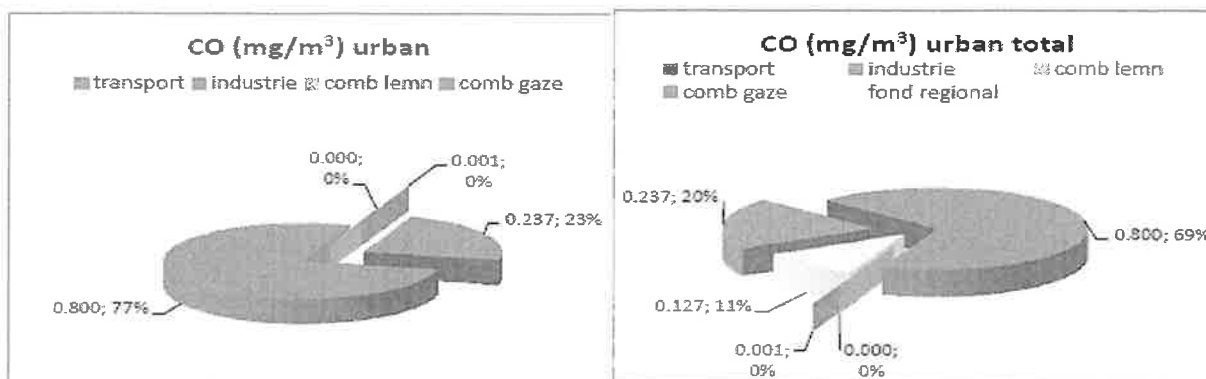 CO (mg/m³) urban
transport industrie comb lemn comb gaze
0.000;
0%
0.001;
0%
0.237; 23%
0.800; 77%
CO (mg/m³) urban total
transport industrie comb lemn
comb gaze fond regional
0.237; 20%
0.800; 69%
0.127; 11%
0.001;
0%
0.000;
0%